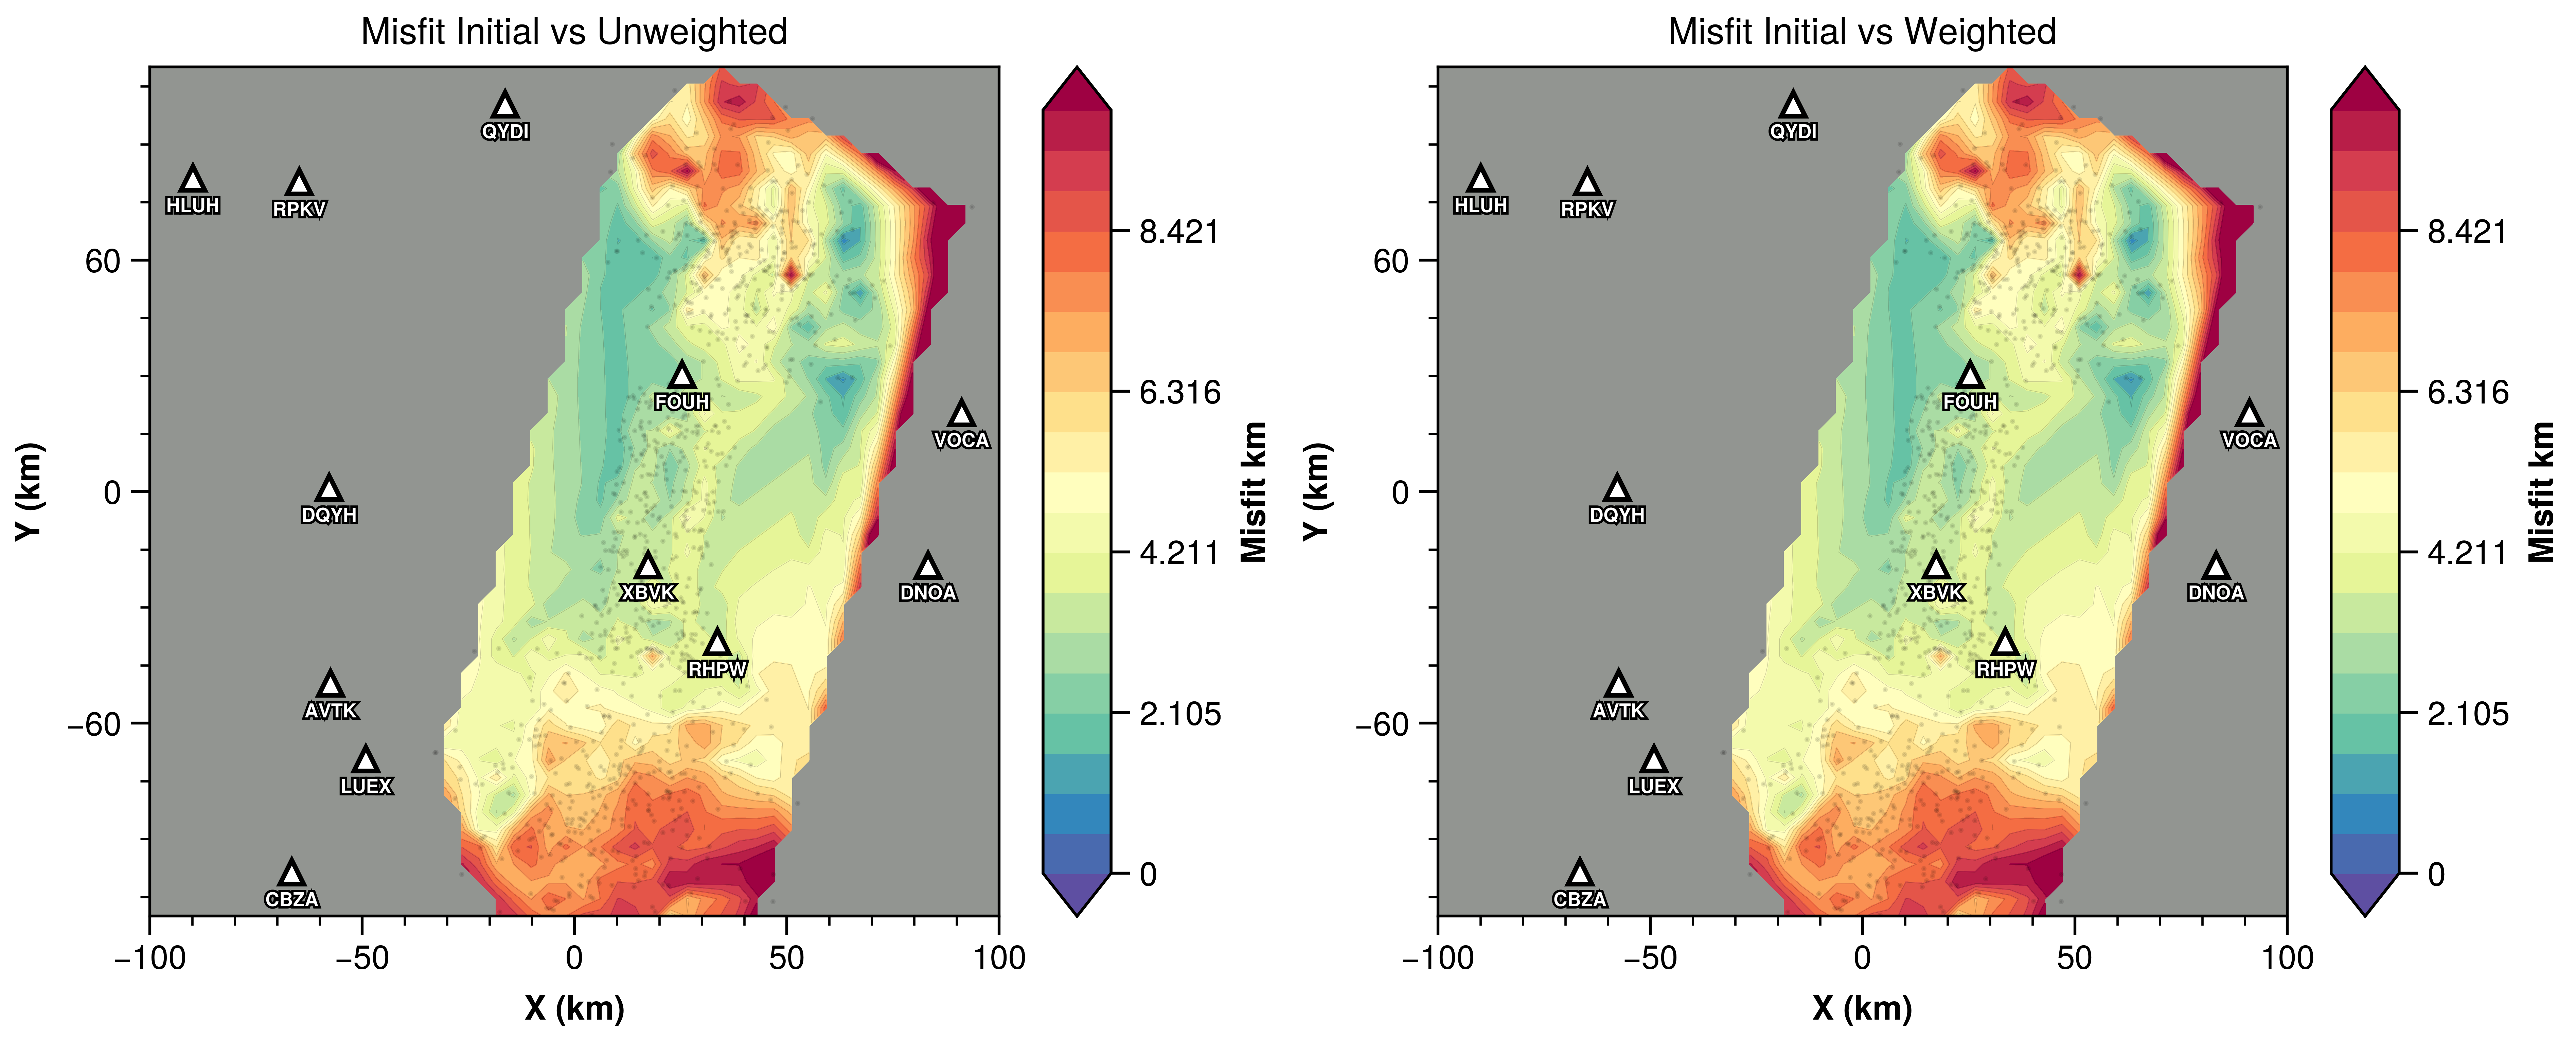 Misfit Initial vs Unweighted
QYDI
HLUH
RPKV
FOUH
VOCA
DQYH
XBVK
DNOA
RHPW
AVTK
LUEX
CBZA
60
0
−60
Y (km)
−100
−50
0
50
100
X (km)
8.421
6.316
4.211
2.105
0
Misfit km
Misfit Initial vs Weighted
QYDI
HLUH
RPKV
FOUH
VOCA
DQYH
XBVK
DNOA
RHPW
AVTK
LUEX
CBZA
60
0
−60
Y (km)
−100
−50
0
50
100
X (km)
8.421
6.316
4.211
2.105
0
Misfit km